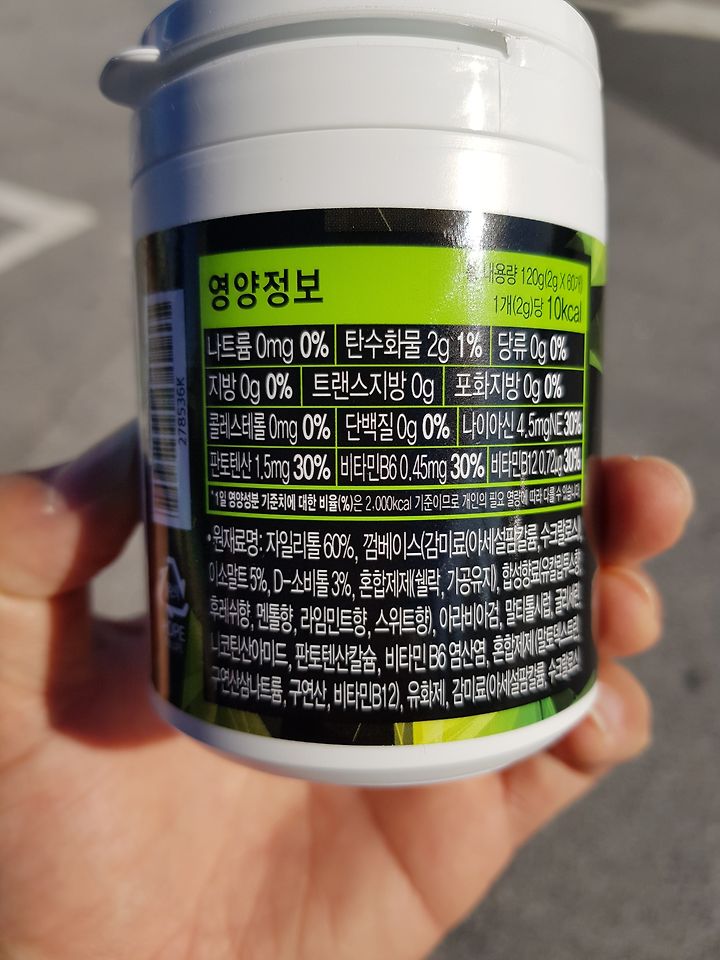 영양정보
내용량 120g(2g X 60개)
1개(2g)당 10kcal
나트륨 0mg 0% 탄수화물 2g 1% 당류 0g 0%
지방 0g 0% 트랜스지방 0g 포화지방 0g 0%
콜레스테롤 0mg 0% 단백질 0g 0% 나이아신 4.5mgNE 30%
판토텐산 1.5mg 30% 비타민B6 0.45mg 30% 비타민B12 0.72μg 30%
*1일 영양성분 기준치에 대한 비율(%)은 2,000kcal 기준이므로 개인의 필요 열량에 따라 다를 수 있습니다
• 원재료명: 자일리톨 60%, 껌베이스(감미료(아세설팜칼륨, 수크랄로스)
이소말트 5%, D-소비톨 3%, 혼합제제(쉘락, 가공유지), 합성향료(유칼립투스향,
후레쉬향, 멘톨향, 라임민트향, 스위트향), 아라비아검, 말티톨시럽, 글리세린,
니코틴산아미드, 판토텐산칼슘, 비타민 B6 염산염, 혼합제제(말토덱스트린,
구연산삼나트륨, 구연산, 비타민B12), 유화제, 감미료(아세설팜칼륨, 수크랄로스
278536K